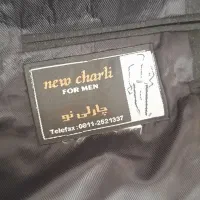 new charli
FOR MEN
چارلی نو
Telefax:0811-2521337